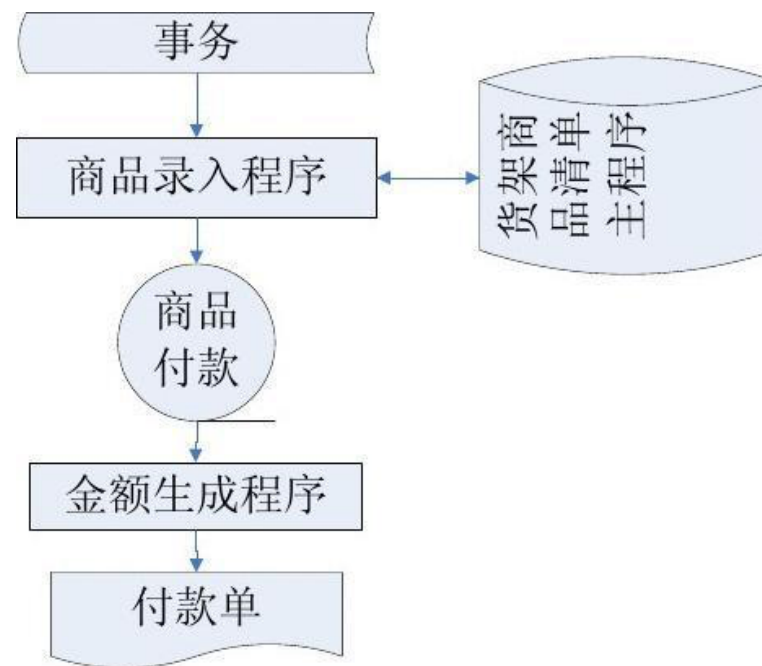 事务
商品录入程序
货架商
品清单
主程序
商品
付款
金额生成程序
付款单